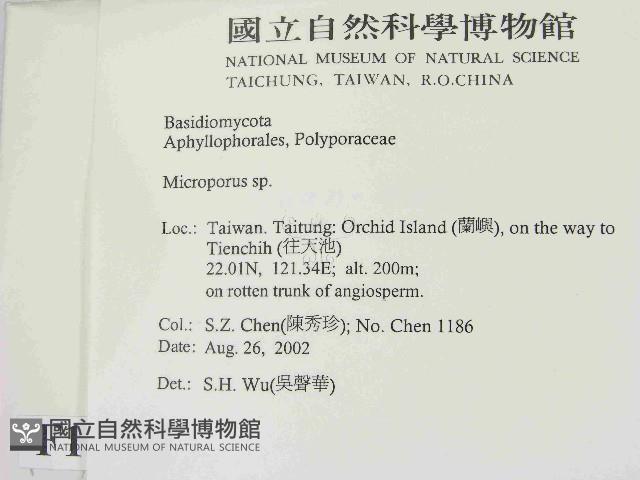 國立自然科學博物館
NATIONAL MUSEUM OF NATURAL SCIENCE
TAICHUNG, TAIWAN, R.O.CHINA
Basidiomycota
Aphyllophorales, Polyporaceae
Microporus sp.
Loc.: Taiwan. Taitung: Orchid Island (蘭嶼), on the way to
Tienchih (往天池)
22.01N, 121.34E; alt. 200m;
on rotten trunk of angiosperm.
Col.: S.Z. Chen(陳秀珍); No. Chen 1186
Date: Aug. 26, 2002
Det.: S.H. Wu(吳聲華)
國立自然科學博物館
NATIONAL MUSEUM OF NATURAL SCIENCE